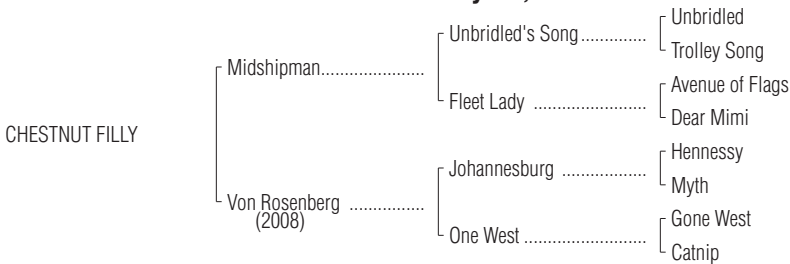 Unbridled
Unbridled's Song..............
Trolley Song
Midshipman......................
Avenue of Flags
Fleet Lady ........................
Dear Mimi
CHESTNUT FILLY
Hennessy
Johannesburg ..................
Myth
Von Rosenberg ................
(2008)
Gone West
One West ..........................
Catnip